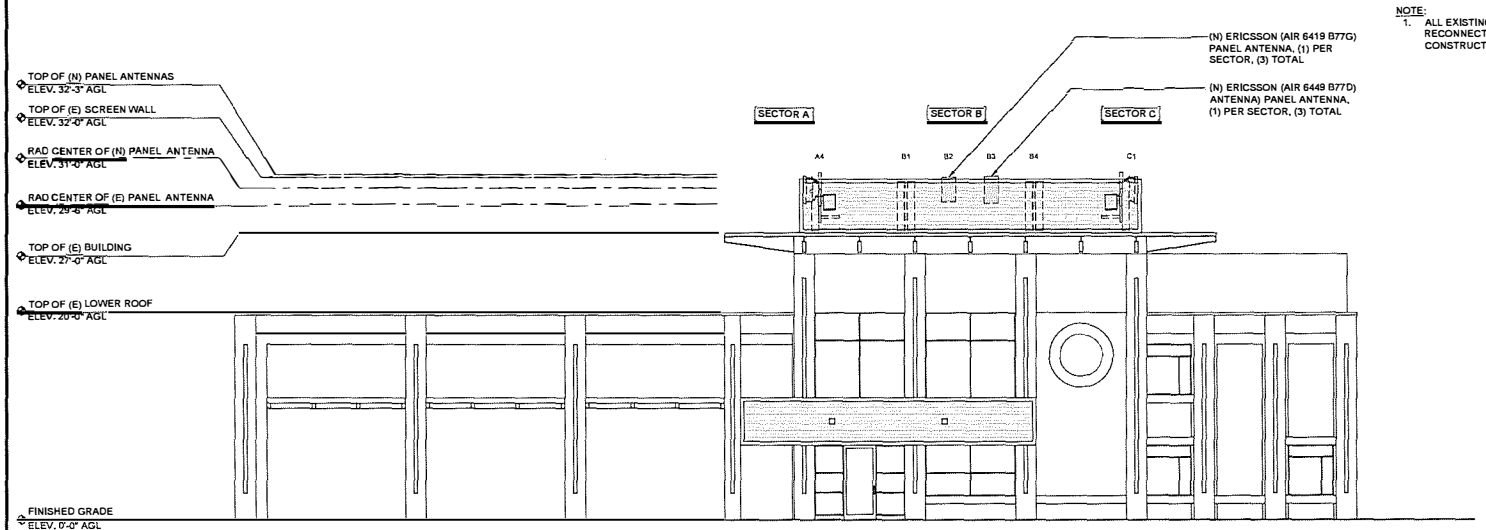 NOTE:
1. ALL EXISTING
RECONNECT
CONSTRUCT
(N) ERICSSON (AIR 6419 B77G)
PANEL ANTENNA, (1) PER
SECTOR, (3) TOTAL
(N) ERICSSON (AIR 6449 B77D)
ANTENNA) PANEL ANTENNA,
(1) PER SECTOR, (3) TOTAL
TOP OF (N) PANEL ANTENNAS
ELEV. 32'-3" AGL
TOP OF (E) SCREEN WALL
ELEV. 32'-0" AGL
RAD CENTER OF (N) PANEL ANTENNA
ELEV. 31'-0" AGL
RAD CENTER OF (E) PANEL ANTENNA
ELEV. 29'-6" AGL
TOP OF (E) BUILDING
ELEV. 27'-0" AGL
TOP OF (E) LOWER ROOF
ELEV. 20'-0" AGL
FINISHED GRADE
ELEV. 0'-0" AGL
SECTOR A
SECTOR B
SECTOR C
A4 B1 B2 B3 B4 C1